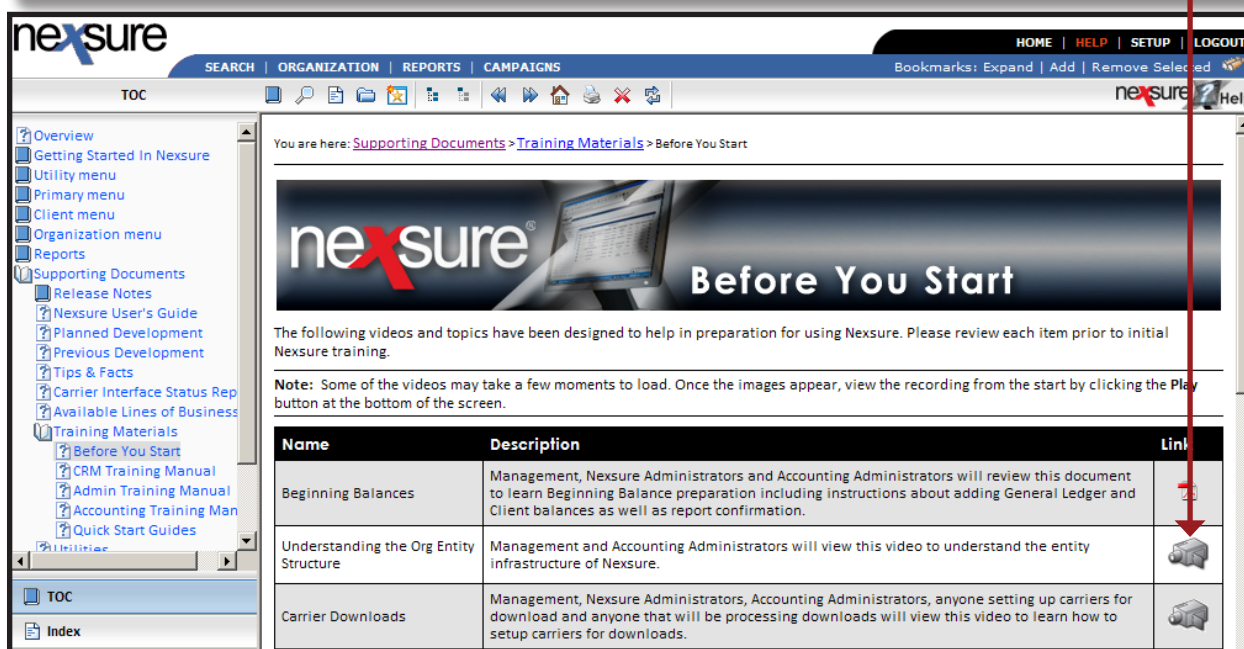 nexsure
HOME | HELP | SETUP | LOGOUT
SEARCH | ORGANIZATION | REPORTS | CAMPAIGNS
Bookmarks: Expand | Add | Remove Selected
TOC
nexsure ? Hel
Overview
Getting Started In Nexsure
Utility menu
Primary menu
Client menu
Organization menu
Reports
Supporting Documents
Release Notes
Nexsure User's Guide
Planned Development
Previous Development
Tips & Facts
Carrier Interface Status Rep
Available Lines of Business
Training Materials
Before You Start
CRM Training Manual
Admin Training Manual
Accounting Training Man
Quick Start Guides
Utilities
TOC
Index
You are here: Supporting Documents > Training Materials > Before You Start
nexsure®
Before You Start
The following videos and topics have been designed to help in preparation for using Nexsure. Please review each item prior to initial
Nexsure training.
Note: Some of the videos may take a few moments to load. Once the images appear, view the recording from the start by clicking the Play
button at the bottom of the screen.
Name Description Link
Beginning Balances
Management, Nexsure Administrators and Accounting Administrators will review this document
to learn Beginning Balance preparation including instructions about adding General Ledger and
Client balances as well as report confirmation.
Understanding the Org Entity
Structure
Management and Accounting Administrators will view this video to understand the entity
infrastructure of Nexsure.
Carrier Downloads
Management, Nexsure Administrators, Accounting Administrators, anyone setting up carriers for
download and anyone that will be processing downloads will view this video to learn how to
setup carriers for downloads.